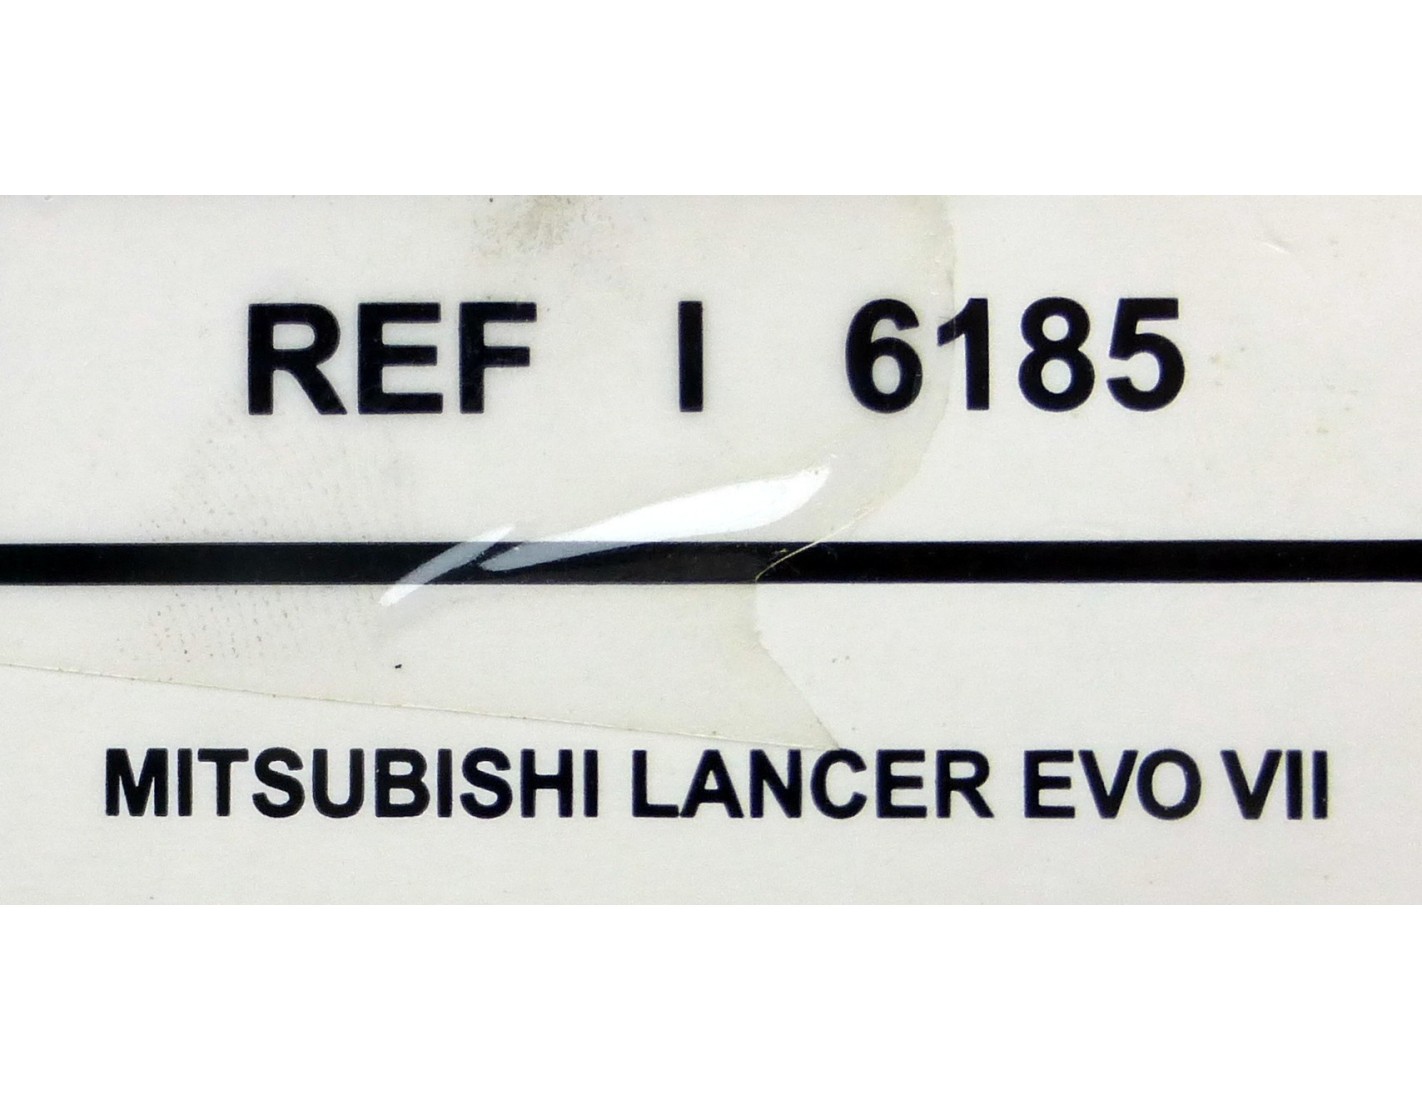 REF I 6185
MITSUBISHI LANCER EVO VII